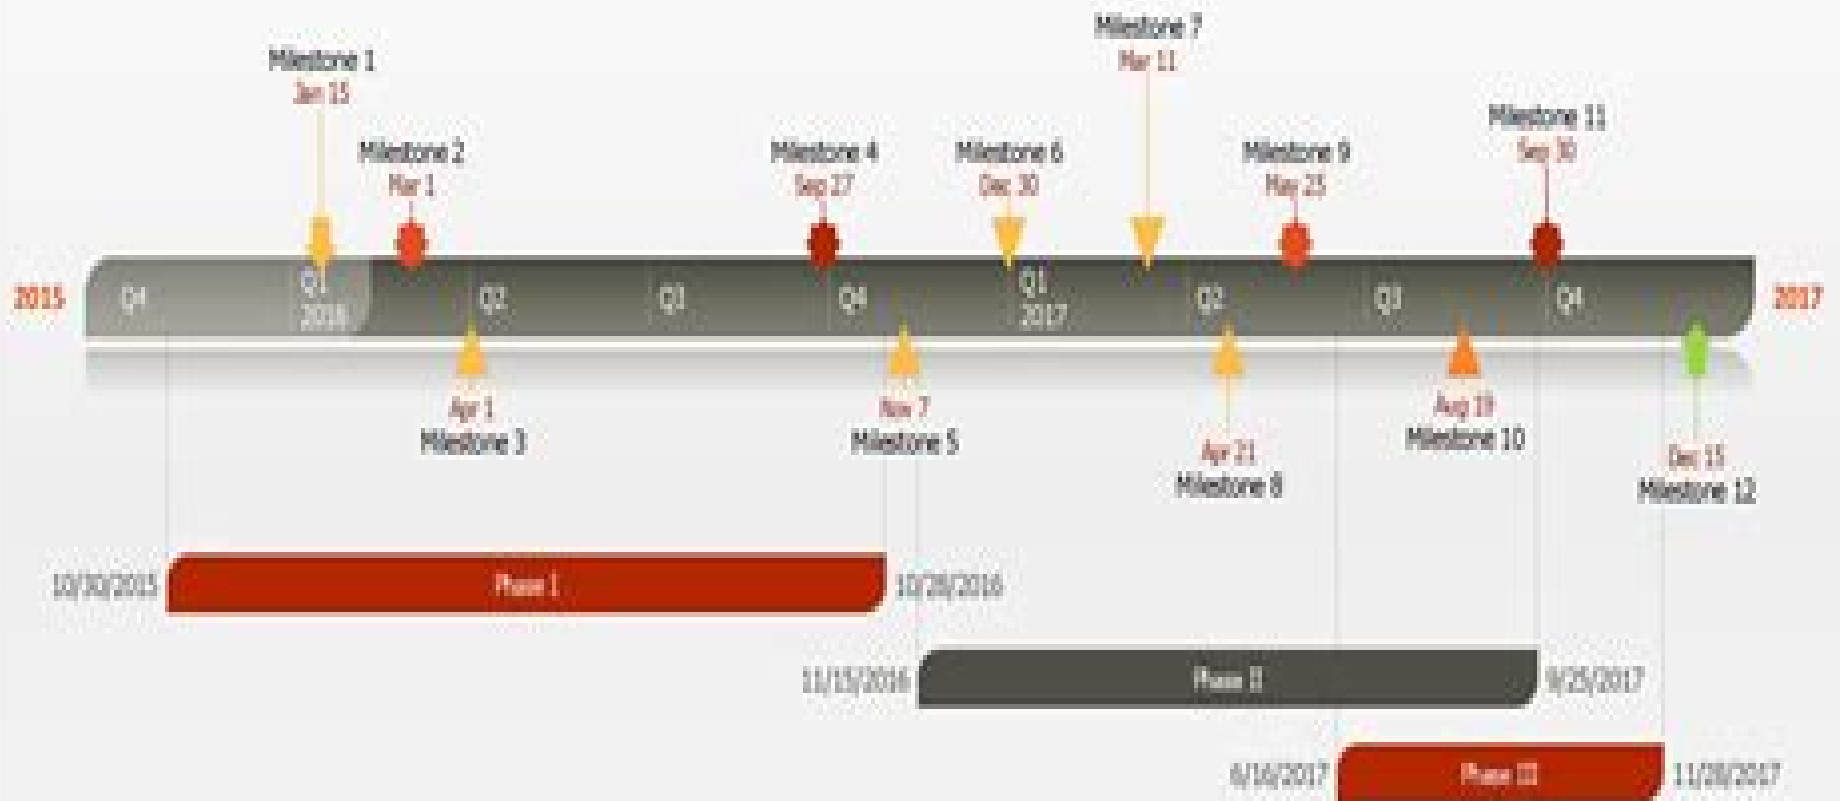 Milestone 7
Mar 11
Milestone 1
Jan 15
Milestone 11
Sep 30
Milestone 2
Mar 1
Milestone 4
Sep 27
Milestone 6
Dec 30
Milestone 9
May 25
2015
Q4
Q1
2016
Q2
Q3
Q4
Q1
2017
Q2
Q3
Q4
2017
Apr 1
Milestone 3
Nov 7
Milestone 5
Apr 21
Milestone 8
Aug 19
Milestone 10
Dec 15
Milestone 12
10/30/2015
Phase I
10/28/2016
11/15/2016
Phase II
9/25/2017
6/16/2017
Phase III
11/28/2017